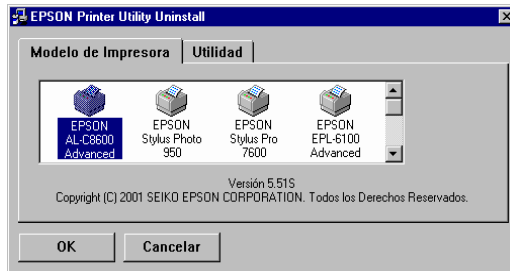 EPSON Printer Utility Uninstall
Modelo de Impresora
Utilidad
EPSON AL-C8600 Advanced
EPSON Stylus Photo 950
EPSON Stylus Pro 7600
EPSON EPL-6100 Advanced
Versión 5.51S
Copyright (C) 2001 SEIKO EPSON CORPORATION. Todos los Derechos Reservados.
OK
Cancelar